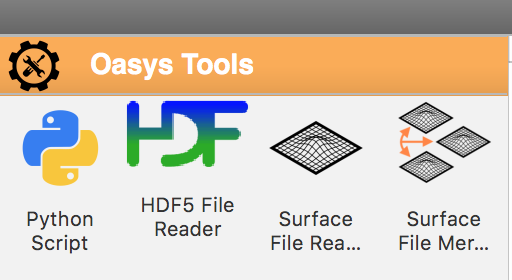 Oasys Tools
HDF
Python
Script
HDF5 File
Reader
Surface
File Rea...
Surface
File Mer...